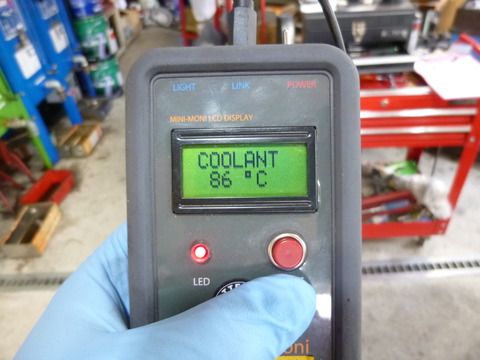 LIGHT LINK POWER
MINI-MONI LCD DISPLAY
COOLANT
86 °C
LED